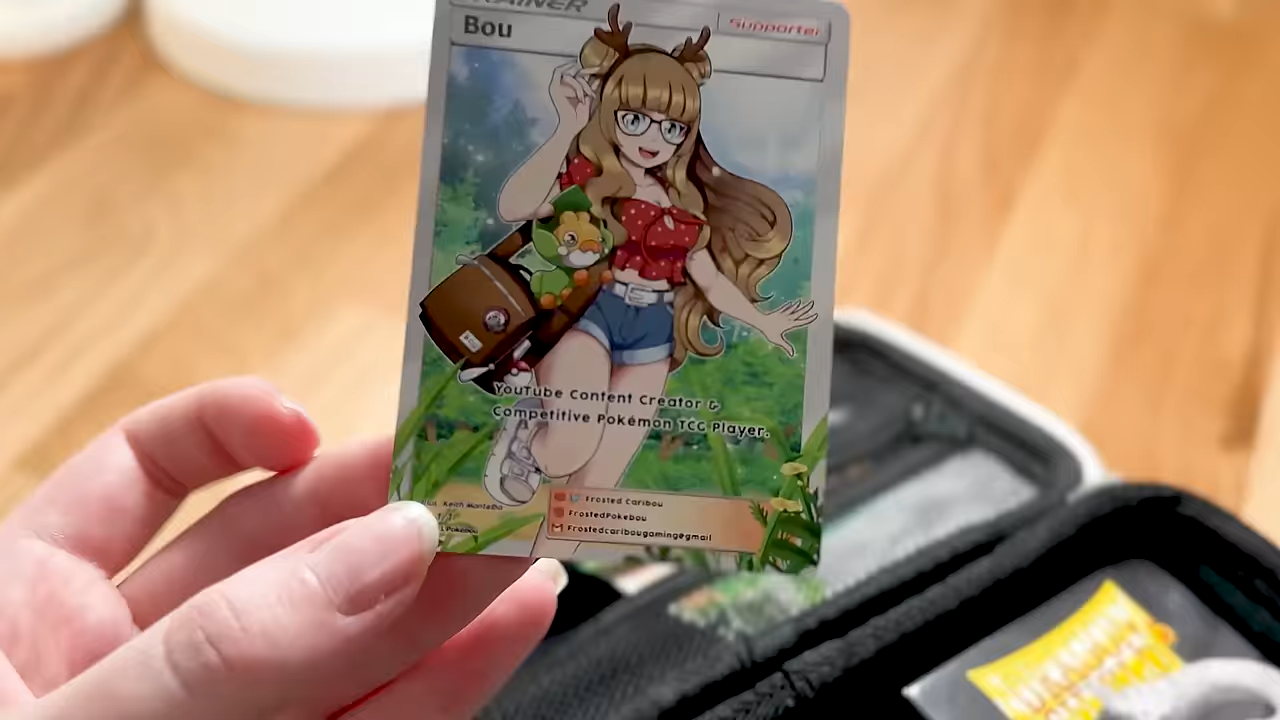 TRAINER
Supporter
Bou
YouTube Content Creator &
Competitive Pokémon TCG Player.
Frosted Caribou
FrostedPokebou
Frostedcaribougaming@gmail